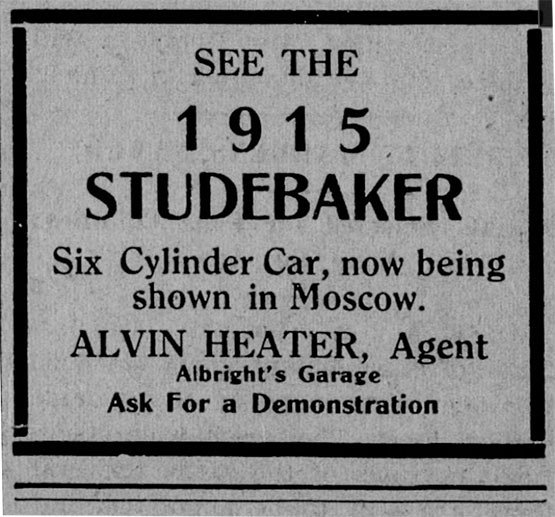 SEE THE
1915
STUDEBAKER
Six Cylinder Car, now being
shown in Moscow.
ALVIN HEATER, Agent
Albright's Garage
Ask For a Demonstration